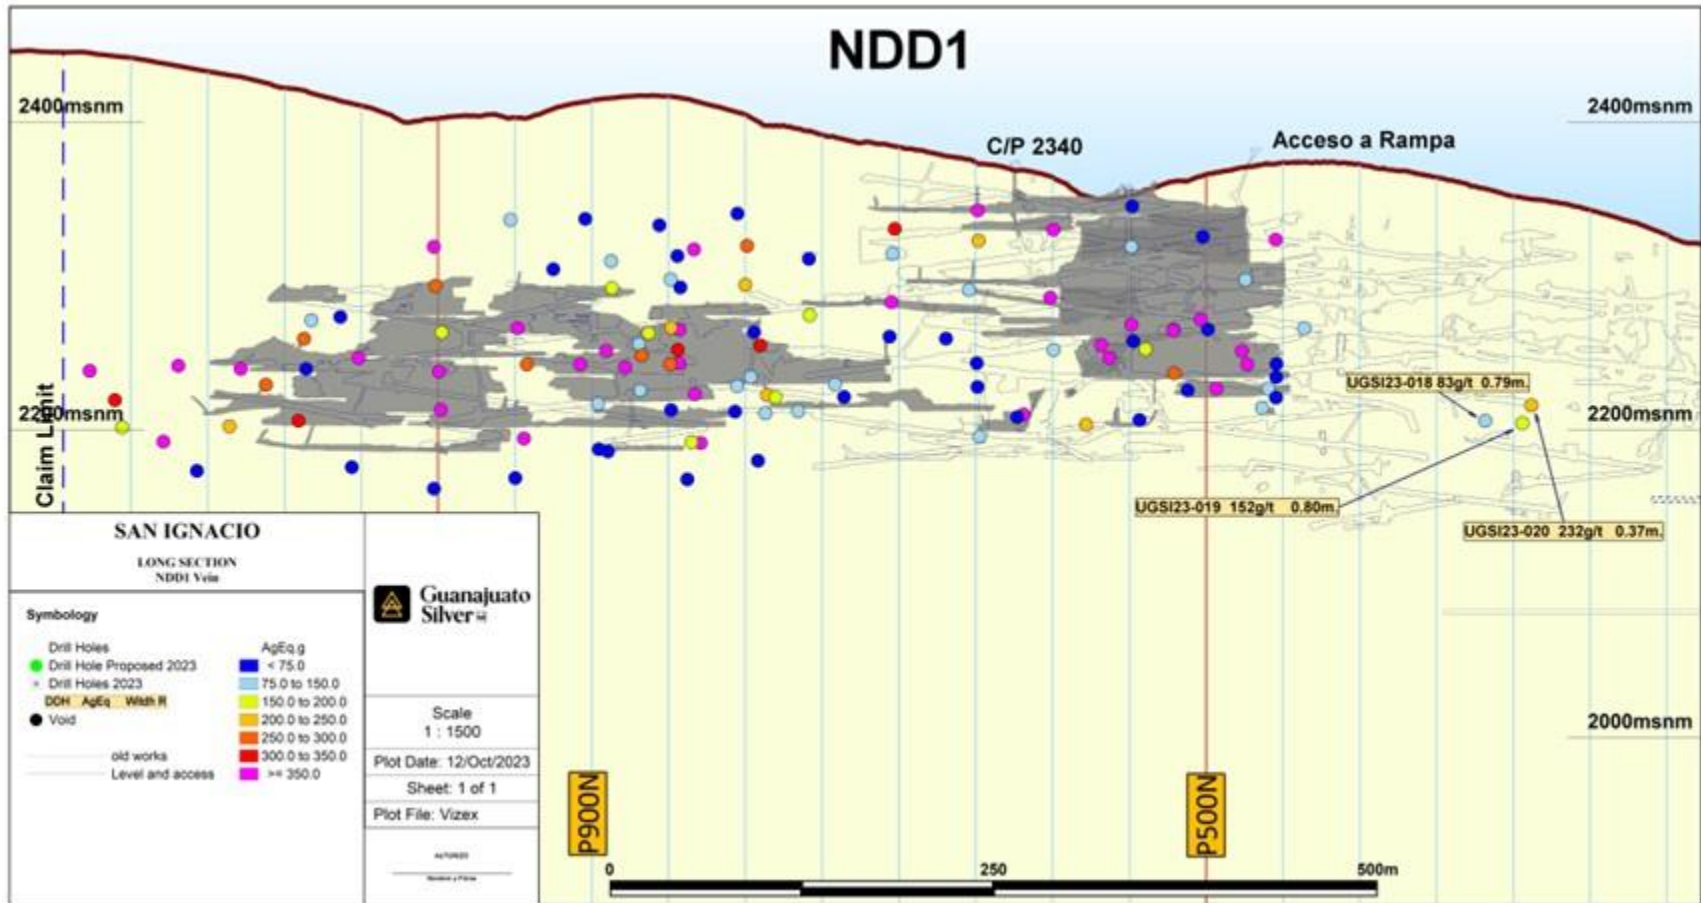 NDD1
2400msnm
2400msnm
C/P 2340
Acceso a Rampa
Claim Limit
2200msnm
2200msnm
UGSI23-018 83g/t 0.79m.
UGSI23-019 152g/t 0.80m.
UGSI23-020 232g/t 0.37m.
2000msnm
SAN IGNACIO
LONG SECTION
NDD1 Vein
Symbology
Drill Holes
Drill Hole Proposed 2023
Drill Holes 2023
DDH AgEq
Void
old works
Level and access
AgEq.g
< 75.0
75.0 to 150.0
150.0 to 200.0
200.0 to 250.0
250.0 to 300.0
300.0 to 350.0
>= 350.0
Guanajuato
Silver
Scale
1 : 1500
Plot Date: 12/Oct/2023
Sheet: 1 of 1
Plot File: Vizex
P900N
P500N
0 250 500m